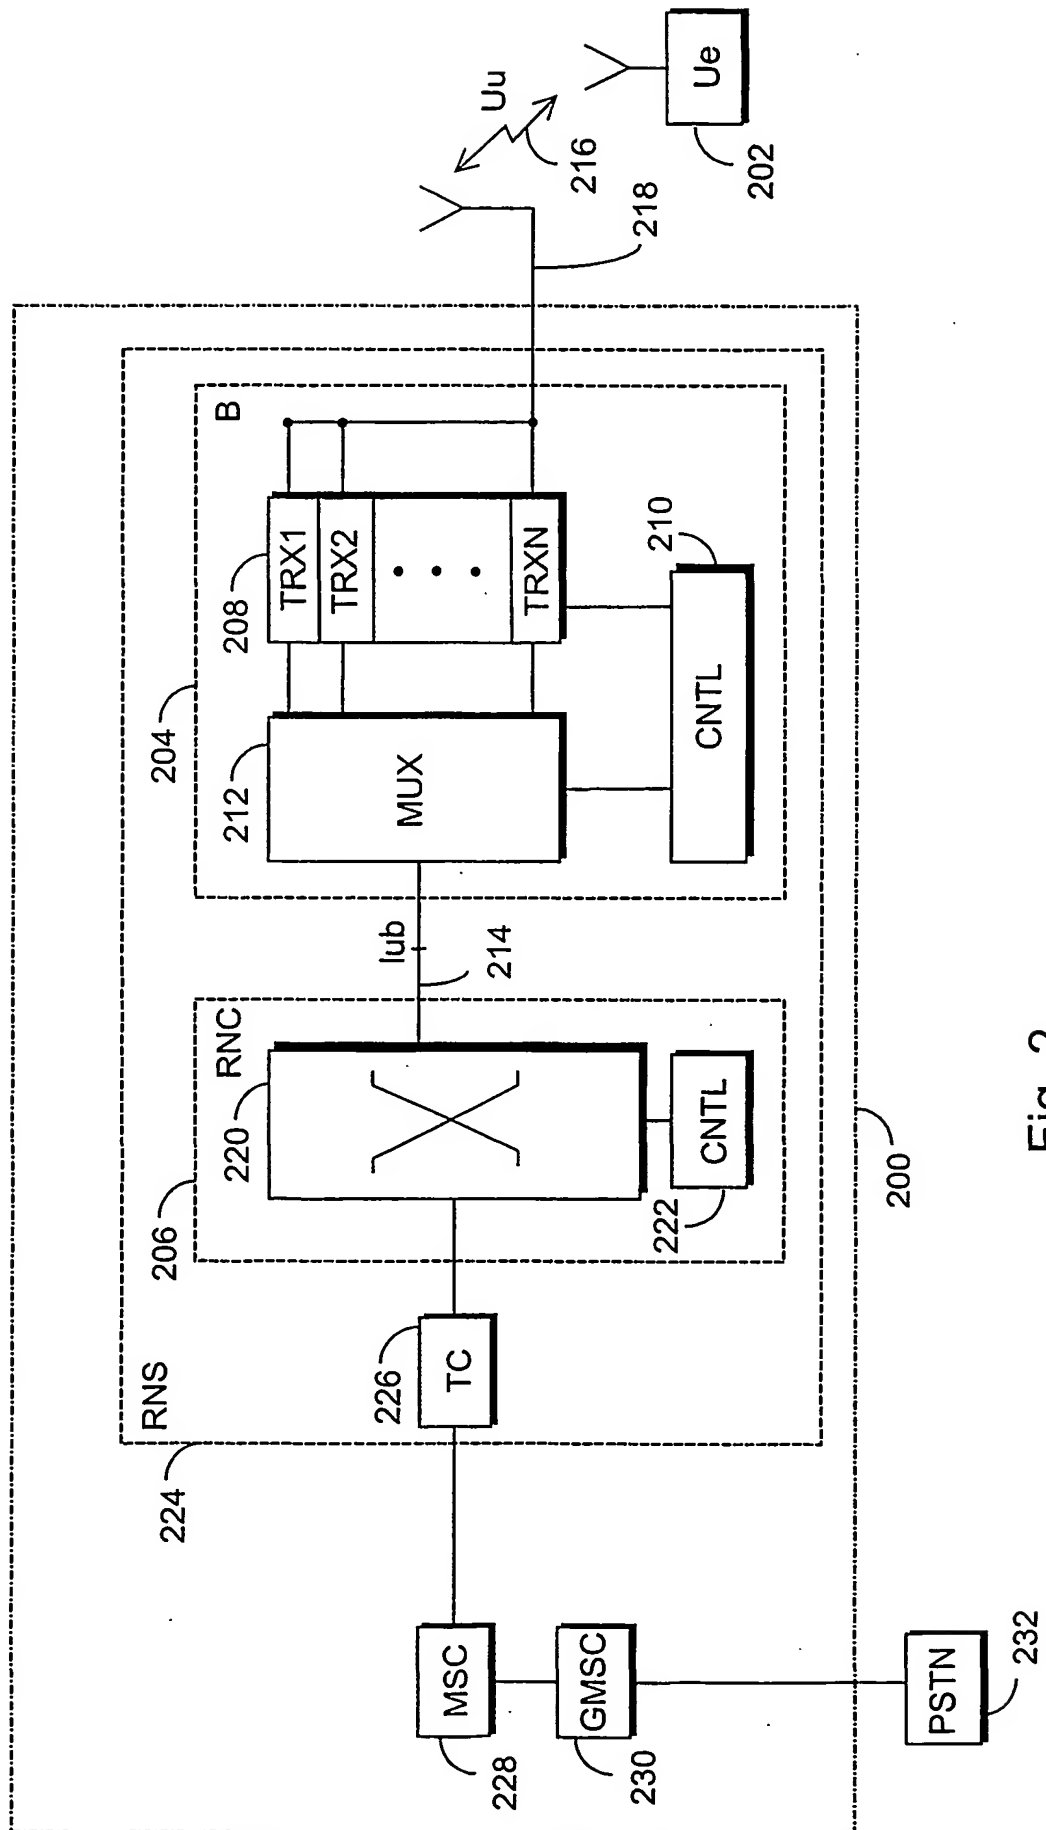 200
RNS
224
MSC
228
GMSC
230
PSTN
232
TC
226
206
RNC
220
CNTL
222
Iub
214
204
B
212
MUX
208
TRX1
TRX2
TRXN
CNTL
210
218
Uu
216
Ue
202
Fig. 2